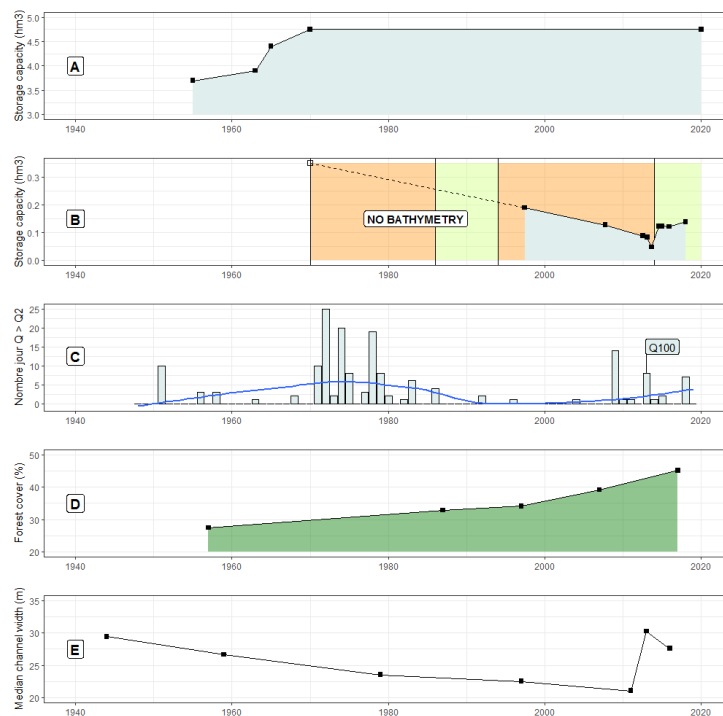 Storage capacity (hm3)
5.0
4.5
4.0
3.5
3.0
A
1940 1960 1980 2000 2020
Storage capacity (hm3)
0.3
0.2
0.1
0.0
B
NO BATHYMETRY
1940 1960 1980 2000 2020
Nombre jour Q > Q2
25
20
15
10
5
0
C
Q100
1940 1960 1980 2000 2020
Forest cover (%)
50
40
30
20
D
1940 1960 1980 2000 2020
Median channel width (m)
35
30
25
20
E
1940 1960 1980 2000 2020